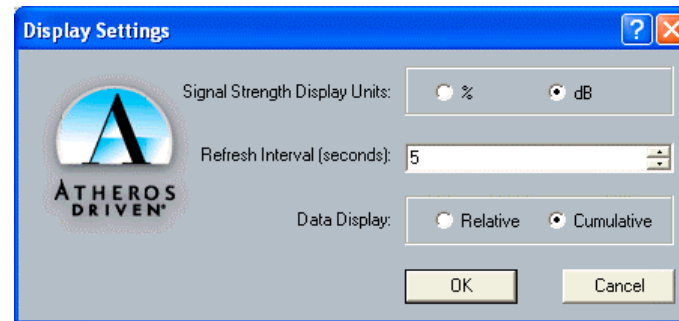 Display Settings
Signal Strength Display Units: % dB
Refresh Interval (seconds): 5
ATHEROS
DRIVEN*
Data Display: Relative Cumulative
OK Cancel